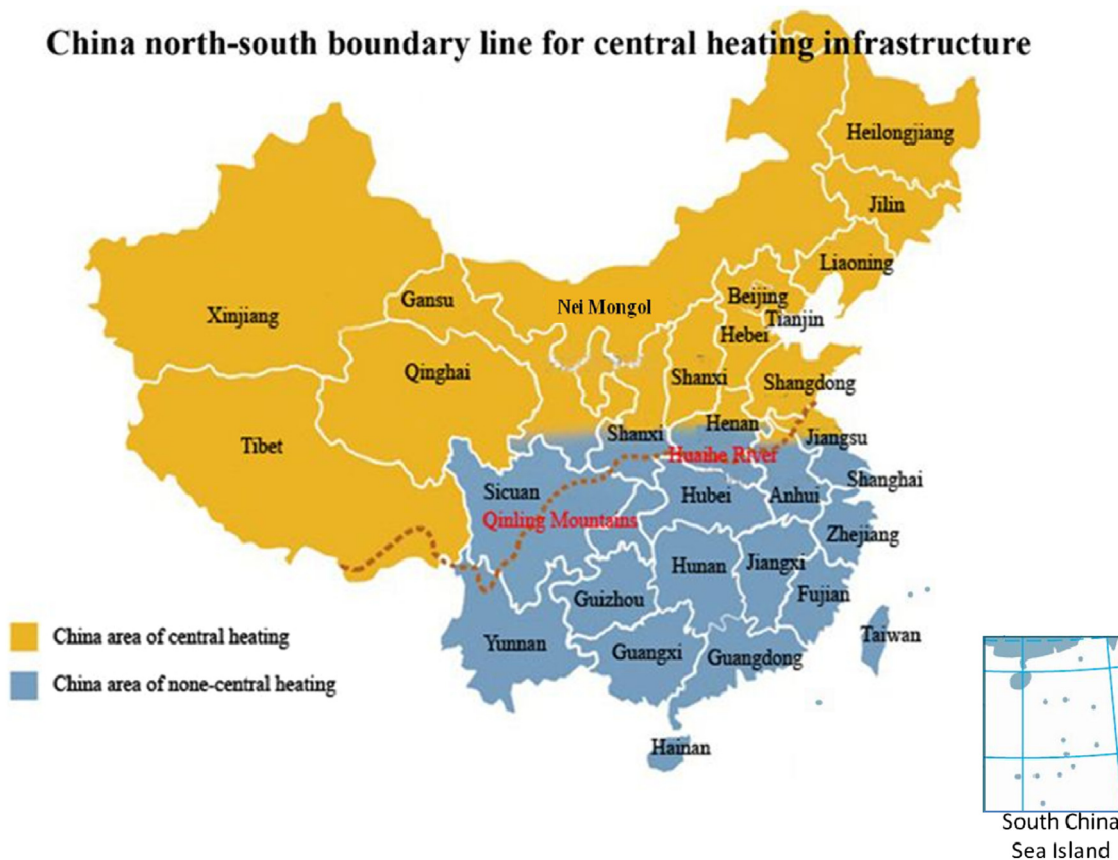 China north-south boundary line for central heating infrastructure
Heilongjiang
Jilin
Liaoning
Beijing
Tianjin
Nei Mongol
Gansu
Xinjiang
Hebei
Qinghai
Shanxi
Shangdong
Henan
Shanxi
Jiangsu
Tibet
Huaihe River
Shanghai
Sicuan
Hubei
Anhui
Qinling Mountains
Zhejiang
Hunan
Jiangxi
Guizhou
Fujian
China area of central heating
Yunnan
Guangxi
Guangdong
Taiwan
China area of none-central heating
Hainan
South China
Sea Island